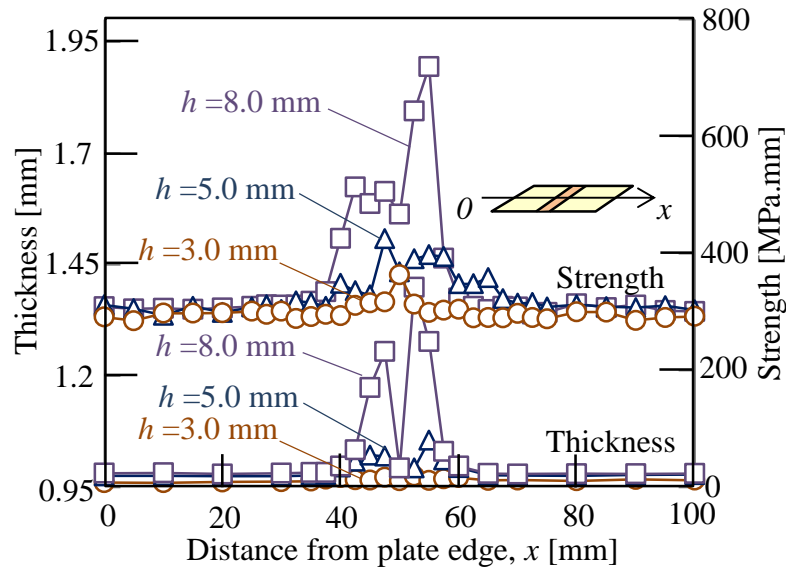 1.95
800
h =8.0 mm
1.7
600
h =5.0 mm
0
x
h =3.0 mm
400
1.45
Strength
h =8.0 mm
1.2
200
h =5.0 mm
h =3.0 mm
Thickness
0.95
0
0
20
40
60
80
100
Distance from plate edge, x [mm]
Thickness [mm]
Strength [MPa.mm]